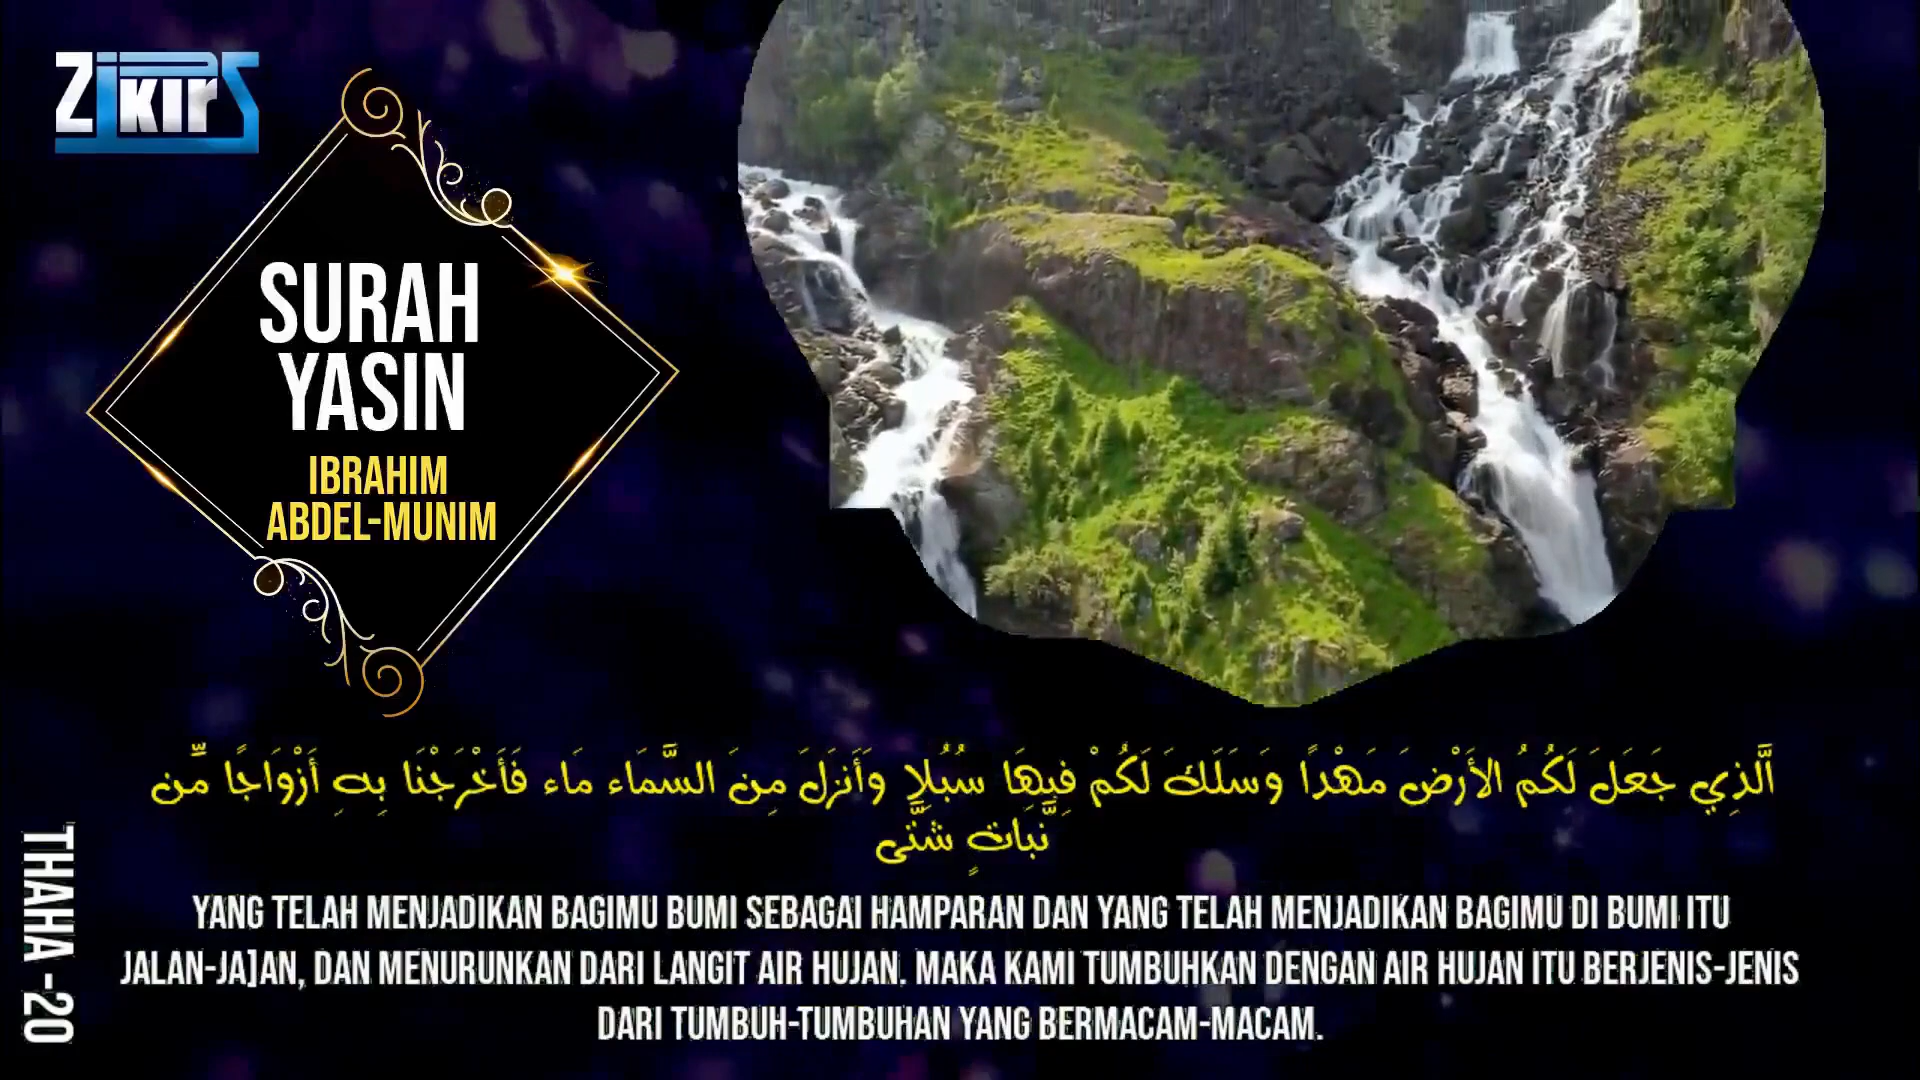 ZikirS
SURAH
YASIN
IBRAHIM
ABDEL-MUNIM
الَّذِي جَعَلَ لَكُمُ الأَرْضَ مَهْدًا وَسَلَكَ لَكُمْ فِيهَا سُبُلا وَأَنزَلَ مِنَ السَّمَاء مَاء فَأَخْرَجْنَا بِهِ أَزْوَاجًا مِّن
نَّبَاتٍ شَتَّى
YANG TELAH MENJADIKAN BAGIMU BUMI SEBAGAI HAMPARAN DAN YANG TELAH MENJADIKAN BAGIMU DI BUMI ITU
JALAN-JA]AN, DAN MENURUNKAN DARI LANGIT AIR HUJAN. MAKA KAMI TUMBUHKAN DENGAN AIR HUJAN ITU BERJENIS-JENIS
DARI TUMBUH-TUMBUHAN YANG BERMACAM-MACAM.
THAHA -20